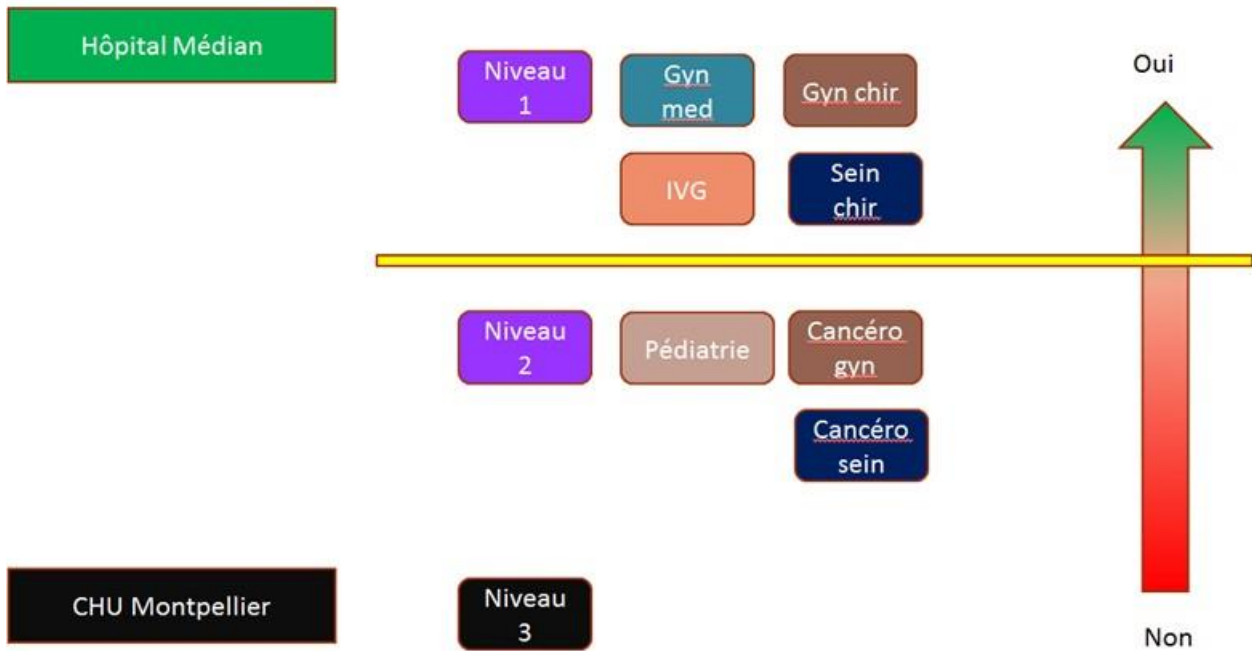 Hôpital Médian
Oui
Niveau
1
Gyn
med
Gyn chir
IVG
Sein
chir
Niveau
2
Pédiatrie
Cancéro
gyn
Cancéro
sein
CHU Montpellier
Niveau
3
Non